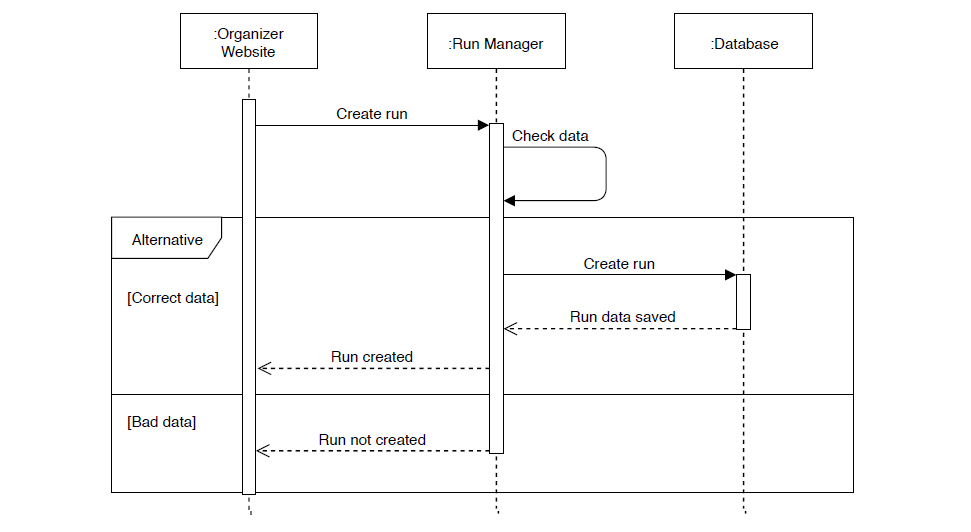 :Organizer
Website
:Run Manager
:Database
Create run
Check data
Alternative
Create run
[Correct data]
Run data saved
Run created
[Bad data]
Run not created